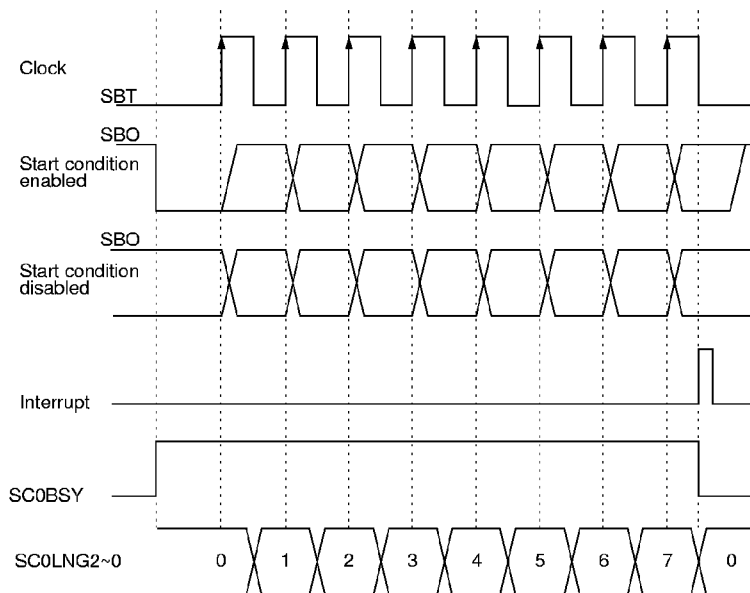 Clock
SBT
SBO
Start condition
enabled
SBO
Start condition
disabled
Interrupt
SC0BSY
SC0LNG2~0 0 1 2 3 4 5 6 7 0